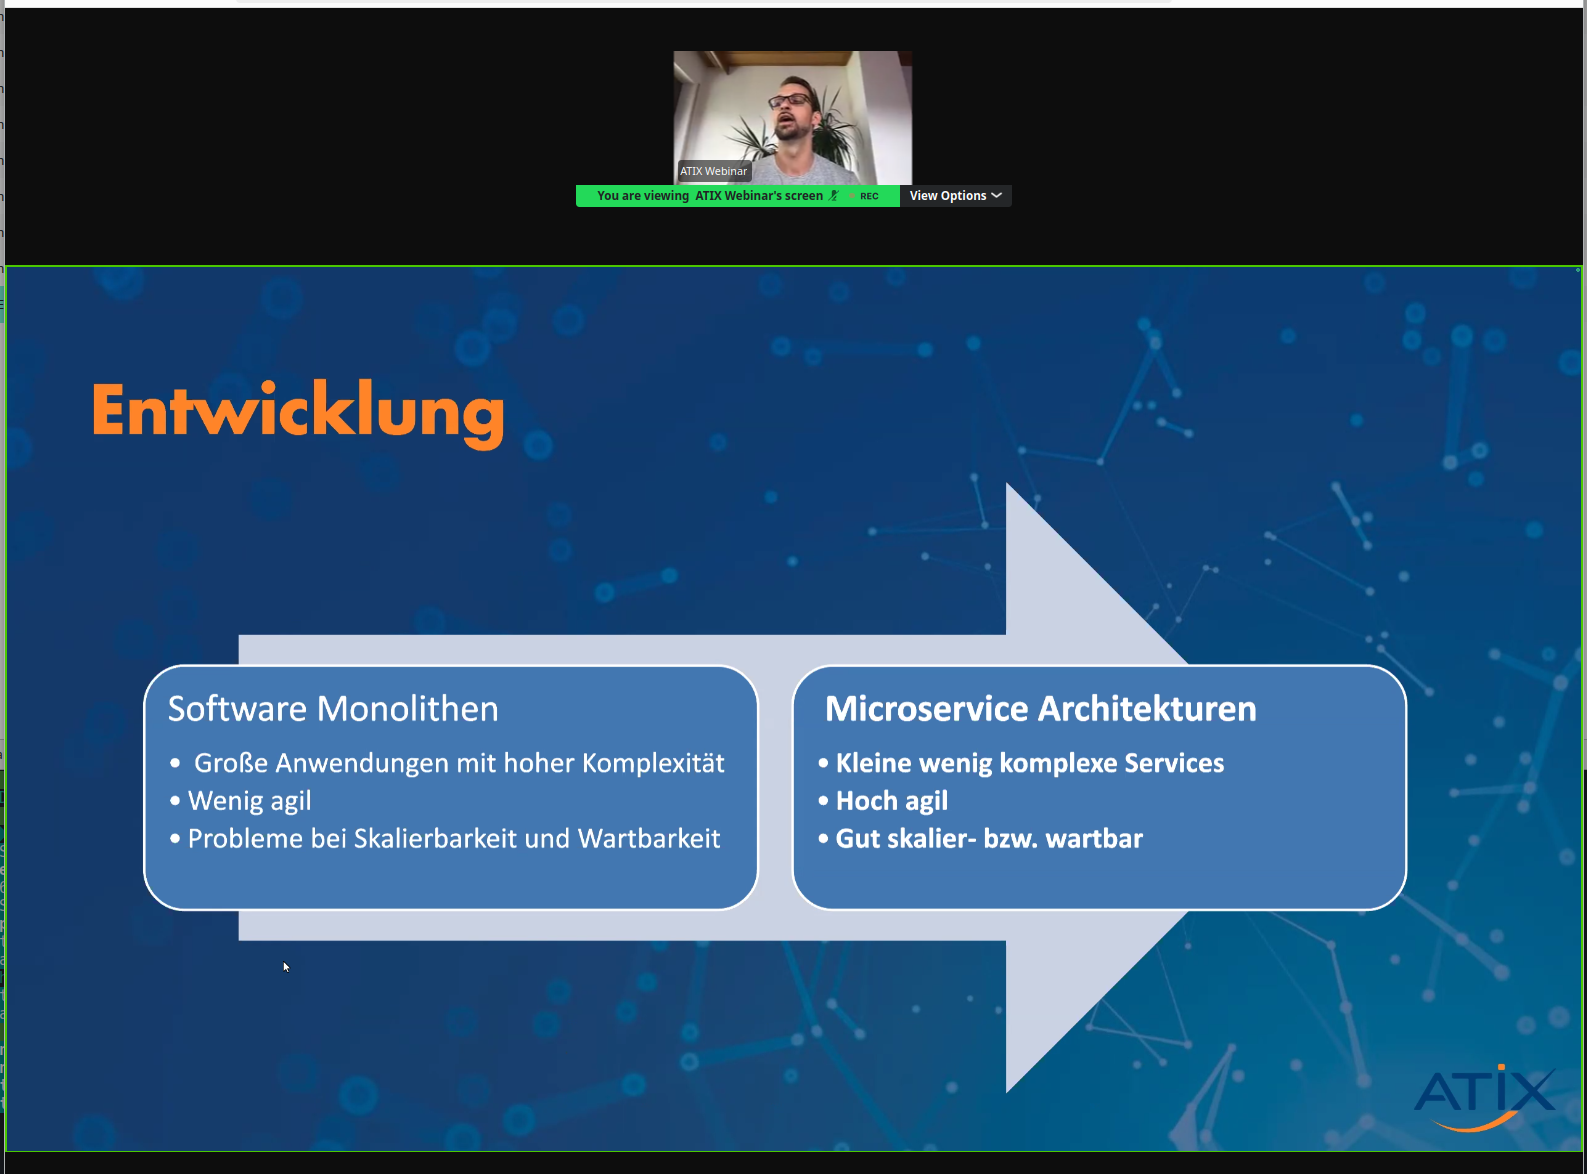 ATIX Webinar
You are viewing ATIX Webinar's screen REC View Options
Entwicklung
Software Monolithen
• Große Anwendungen mit hoher Komplexität
• Wenig agil
• Probleme bei Skalierbarkeit und Wartbarkeit
Microservice Architekturen
• Kleine wenig komplexe Services
• Hoch agil
• Gut skalier- bzw. wartbar
ATIX